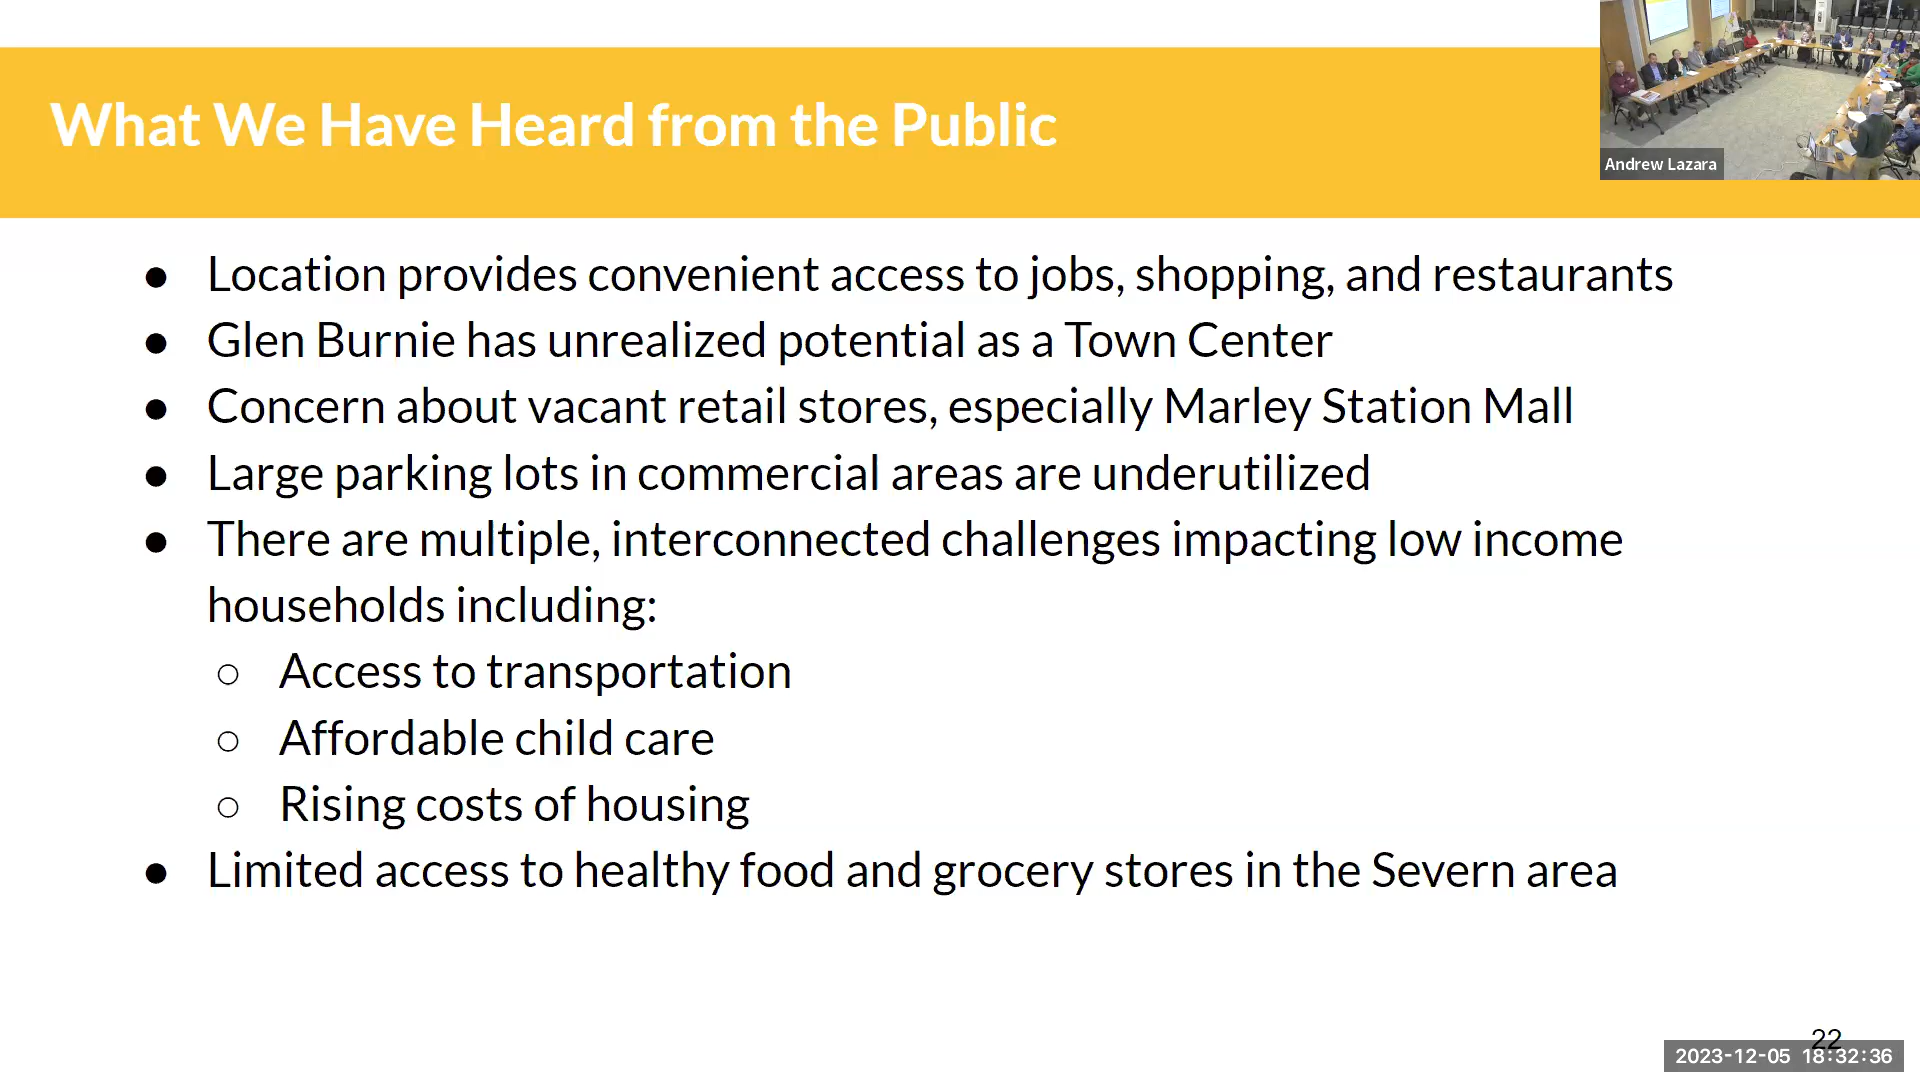 What We Have Heard from the Public
Andrew Lazara
● Location provides convenient access to jobs, shopping, and restaurants
● Glen Burnie has unrealized potential as a Town Center
● Concern about vacant retail stores, especially Marley Station Mall
● Large parking lots in commercial areas are underutilized
● There are multiple, interconnected challenges impacting low income
households including:
○ Access to transportation
○ Affordable child care
○ Rising costs of housing
● Limited access to healthy food and grocery stores in the Severn area
22
2023-12-05 18:32:36